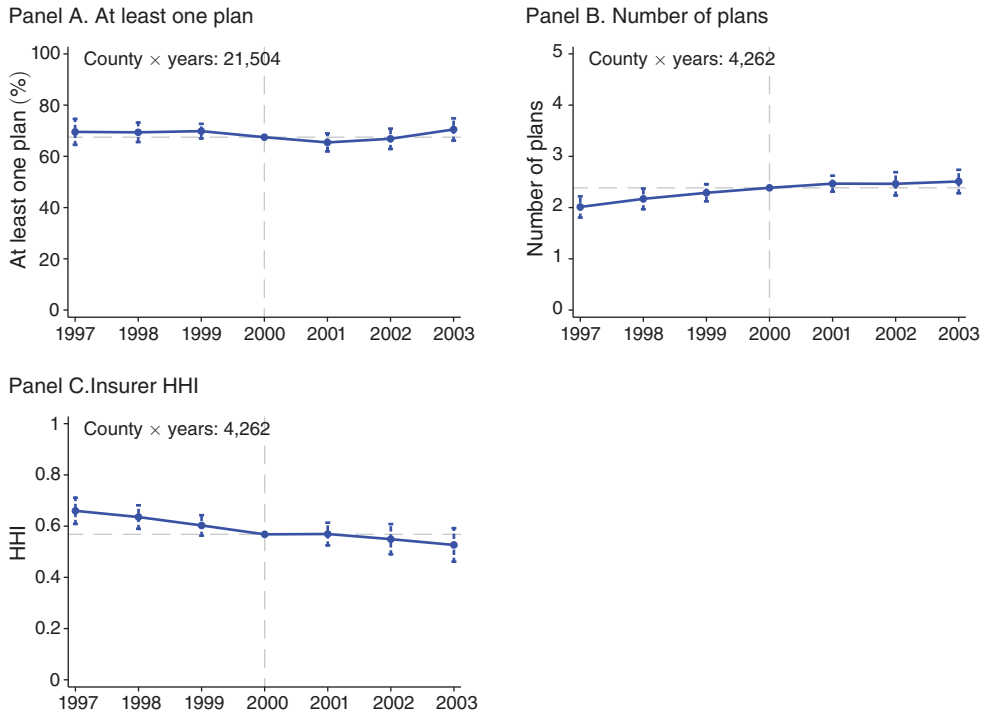 Panel A. At least one plan
County × years: 21,504
At least one plan (%)
100
80
60
40
20
0
1997 1998 1999 2000 2001 2002 2003
Panel B. Number of plans
County × years: 4,262
Number of plans
5
4
3
2
1
0
1997 1998 1999 2000 2001 2002 2003
Panel C.Insurer HHI
County × years: 4,262
HHI
1
0.8
0.6
0.4
0.2
0
1997 1998 1999 2000 2001 2002 2003